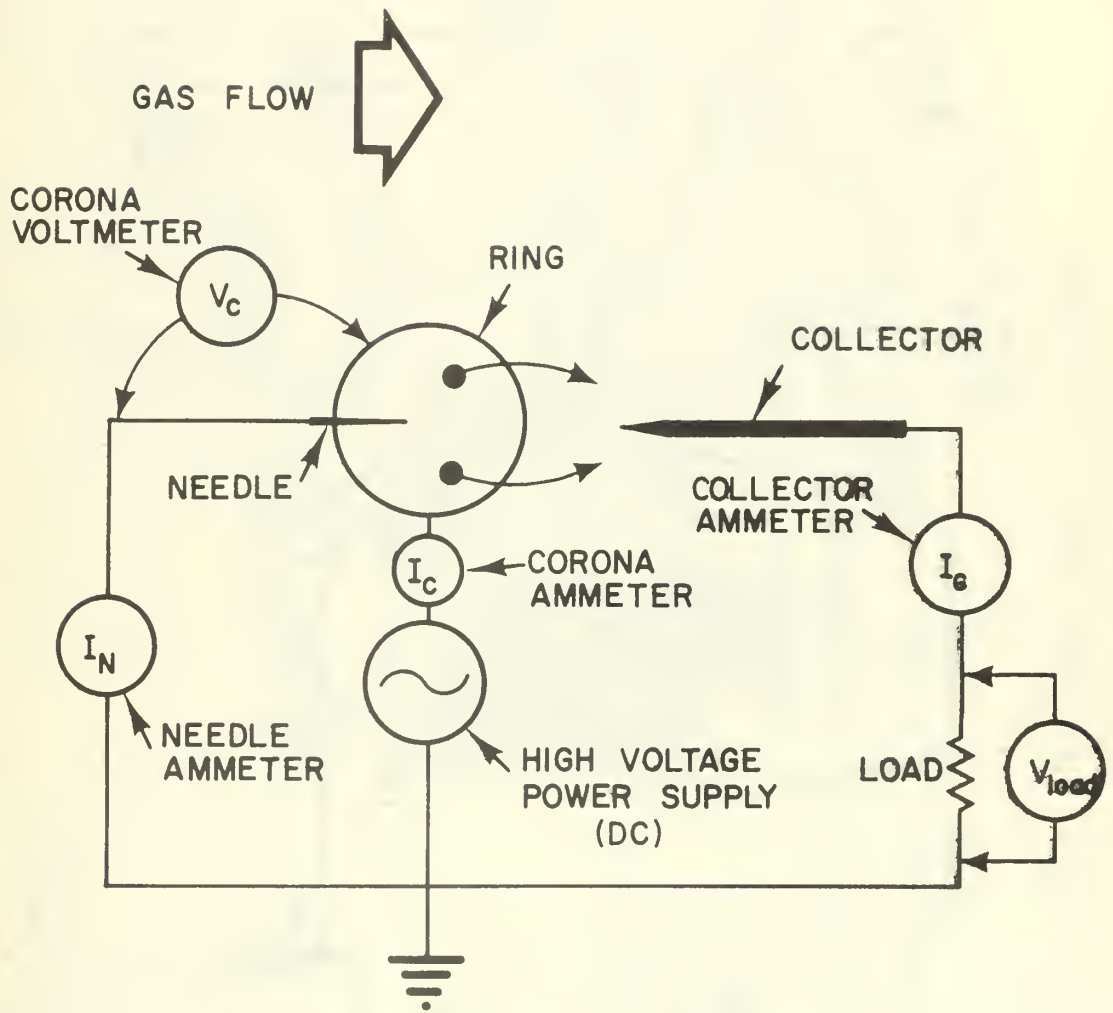 GAS FLOW
CORONA
VOLTMETER
V_C
RING
COLLECTOR
NEEDLE
COLLECTOR
AMMETER
I_C
CORONA
AMMETER
I_G
I_N
NEEDLE
AMMETER
HIGH VOLTAGE
POWER SUPPLY
(DC)
LOAD
V_load